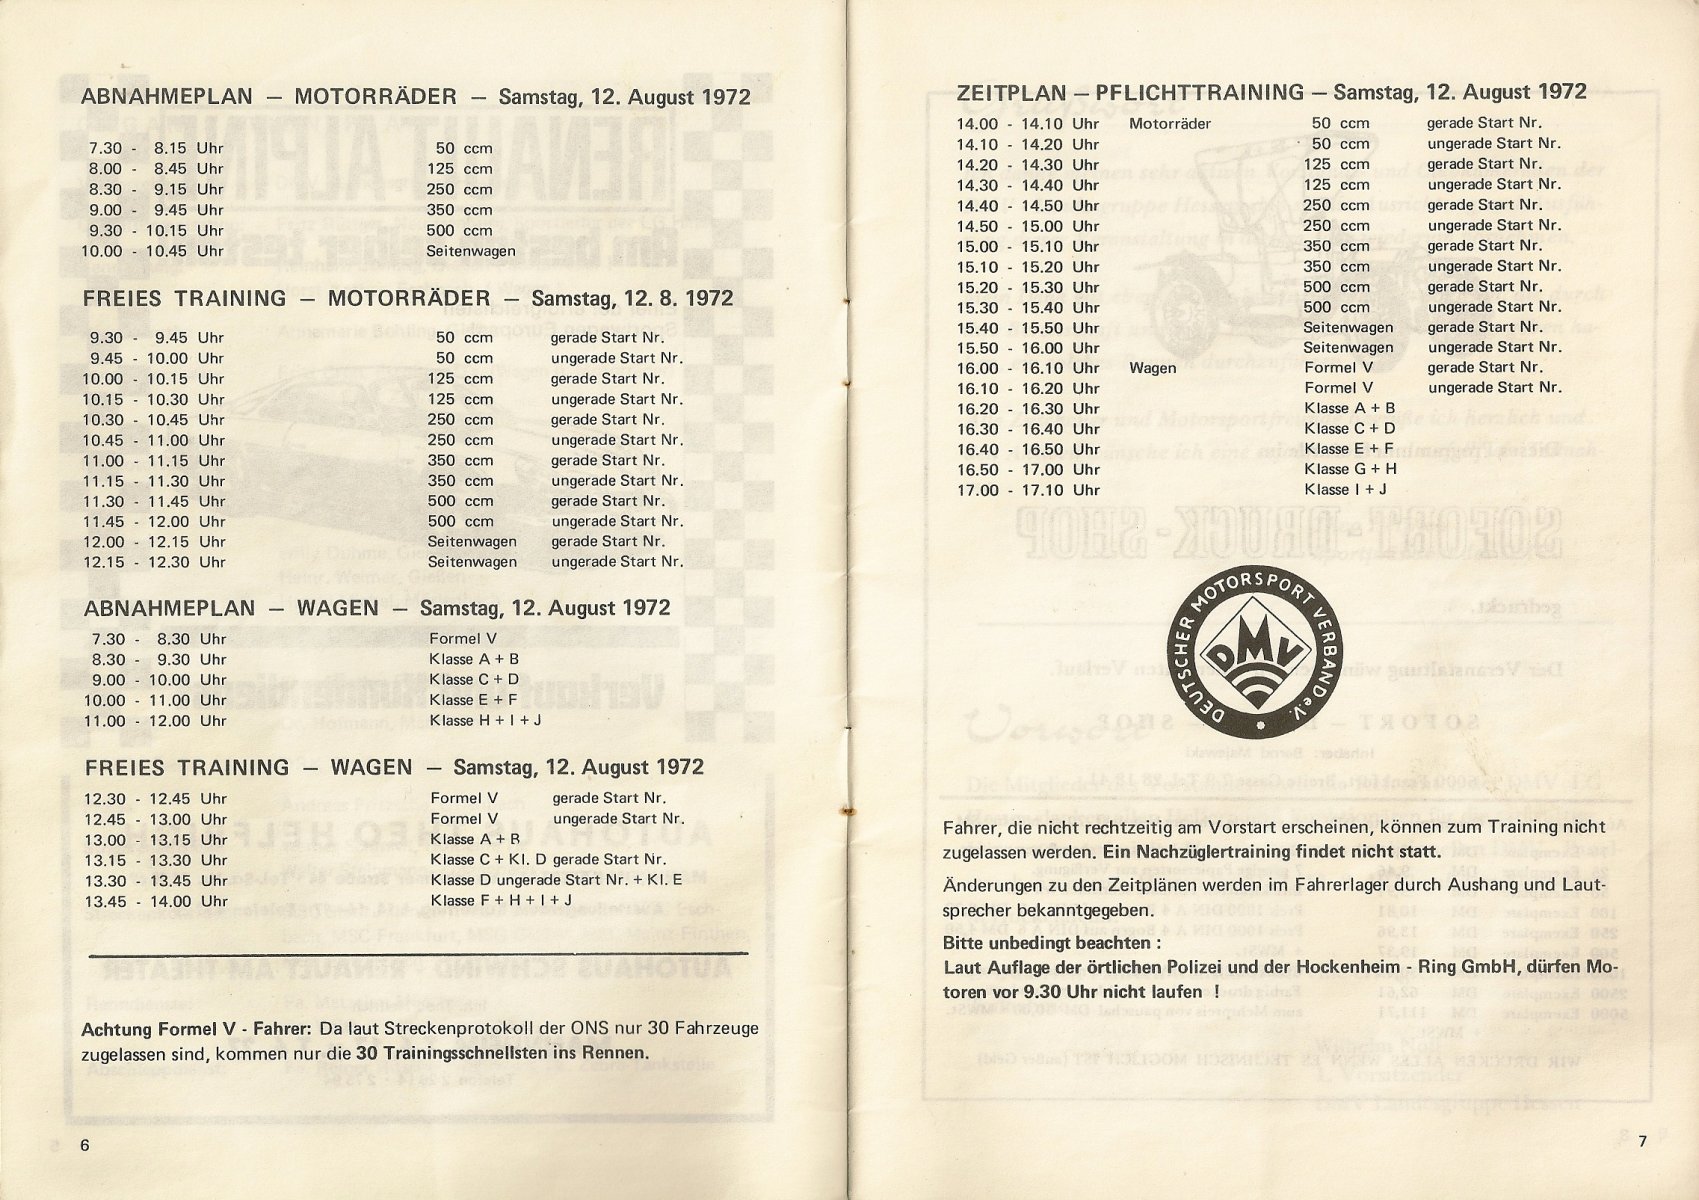 ABNAHMEPLAN — MOTORRÄDER — Samstag, 12. August 1972
7.30 - 8.15 Uhr 50 ccm
8.00 - 8.45 Uhr 125 ccm
8.30 - 9.15 Uhr 250 ccm
9.00 - 9.45 Uhr 350 ccm
9.30 - 10.15 Uhr 500 ccm
10.00 - 10.45 Uhr Seitenwagen
FREIES TRAINING — MOTORRÄDER — Samstag, 12. 8. 1972
9.30 - 9.45 Uhr 50 ccm gerade Start Nr.
9.45 - 10.00 Uhr 50 ccm ungerade Start Nr.
10.00 - 10.15 Uhr 125 ccm gerade Start Nr.
10.15 - 10.30 Uhr 125 ccm ungerade Start Nr.
10.30 - 10.45 Uhr 250 ccm gerade Start Nr.
10.45 - 11.00 Uhr 250 ccm ungerade Start Nr.
11.00 - 11.15 Uhr 350 ccm gerade Start Nr.
11.15 - 11.30 Uhr 350 ccm ungerade Start Nr.
11.30 - 11.45 Uhr 500 ccm gerade Start Nr.
11.45 - 12.00 Uhr 500 ccm ungerade Start Nr.
12.00 - 12.15 Uhr Seitenwagen gerade Start Nr.
12.15 - 12.30 Uhr Seitenwagen ungerade Start Nr.
ABNAHMEPLAN — WAGEN — Samstag, 12. August 1972
7.30 - 8.30 Uhr Formel V
8.30 - 9.30 Uhr Klasse A + B
9.00 - 10.00 Uhr Klasse C + D
10.00 - 11.00 Uhr Klasse E + F
11.00 - 12.00 Uhr Klasse H + I + J
FREIES TRAINING — WAGEN — Samstag, 12. August 1972
12.30 - 12.45 Uhr Formel V gerade Start Nr.
12.45 - 13.00 Uhr Formel V ungerade Start Nr.
13.00 - 13.15 Uhr Klasse A + B
13.15 - 13.30 Uhr Klasse C + Kl. D gerade Start Nr.
13.30 - 13.45 Uhr Klasse D ungerade Start Nr. + Kl. E
13.45 - 14.00 Uhr Klasse F + H + I + J
Achtung Formel V - Fahrer: Da laut Streckenprotokoll der ONS nur 30 Fahrzeuge
zugelassen sind, kommen nur die 30 Trainingsschnellsten ins Rennen.
6
ZEITPLAN — PFLICHTTRAINING — Samstag, 12. August 1972
14.00 - 14.10 Uhr Motorräder 50 ccm gerade Start Nr.
14.10 - 14.20 Uhr 50 ccm ungerade Start Nr.
14.20 - 14.30 Uhr 125 ccm gerade Start Nr.
14.30 - 14.40 Uhr 125 ccm ungerade Start Nr.
14.40 - 14.50 Uhr 250 ccm gerade Start Nr.
14.50 - 15.00 Uhr 250 ccm ungerade Start Nr.
15.00 - 15.10 Uhr 350 ccm gerade Start Nr.
15.10 - 15.20 Uhr 350 ccm ungerade Start Nr.
15.20 - 15.30 Uhr 500 ccm gerade Start Nr.
15.30 - 15.40 Uhr 500 ccm ungerade Start Nr.
15.40 - 15.50 Uhr Seitenwagen gerade Start Nr.
15.50 - 16.00 Uhr Seitenwagen ungerade Start Nr.
16.00 - 16.10 Uhr Wagen Formel V gerade Start Nr.
16.10 - 16.20 Uhr Formel V ungerade Start Nr.
16.20 - 16.30 Uhr Klasse A + B
16.30 - 16.40 Uhr Klasse C + D
16.40 - 16.50 Uhr Klasse E + F
16.50 - 17.00 Uhr Klasse G + H
17.00 - 17.10 Uhr Klasse I + J
DEUTSCHER MOTORSPORT VERBAND e.V.
DMV
Fahrer, die nicht rechtzeitig am Vorstart erscheinen, können zum Training nicht
zugelassen werden. Ein Nachzüglertraining findet nicht statt.
Änderungen zu den Zeitplänen werden im Fahrerlager durch Aushang und Laut-
sprecher bekanntgegeben.
Bitte unbedingt beachten :
Laut Auflage der örtlichen Polizei und der Hockenheim - Ring GmbH, dürfen Mo-
toren vor 9.30 Uhr nicht laufen !
7